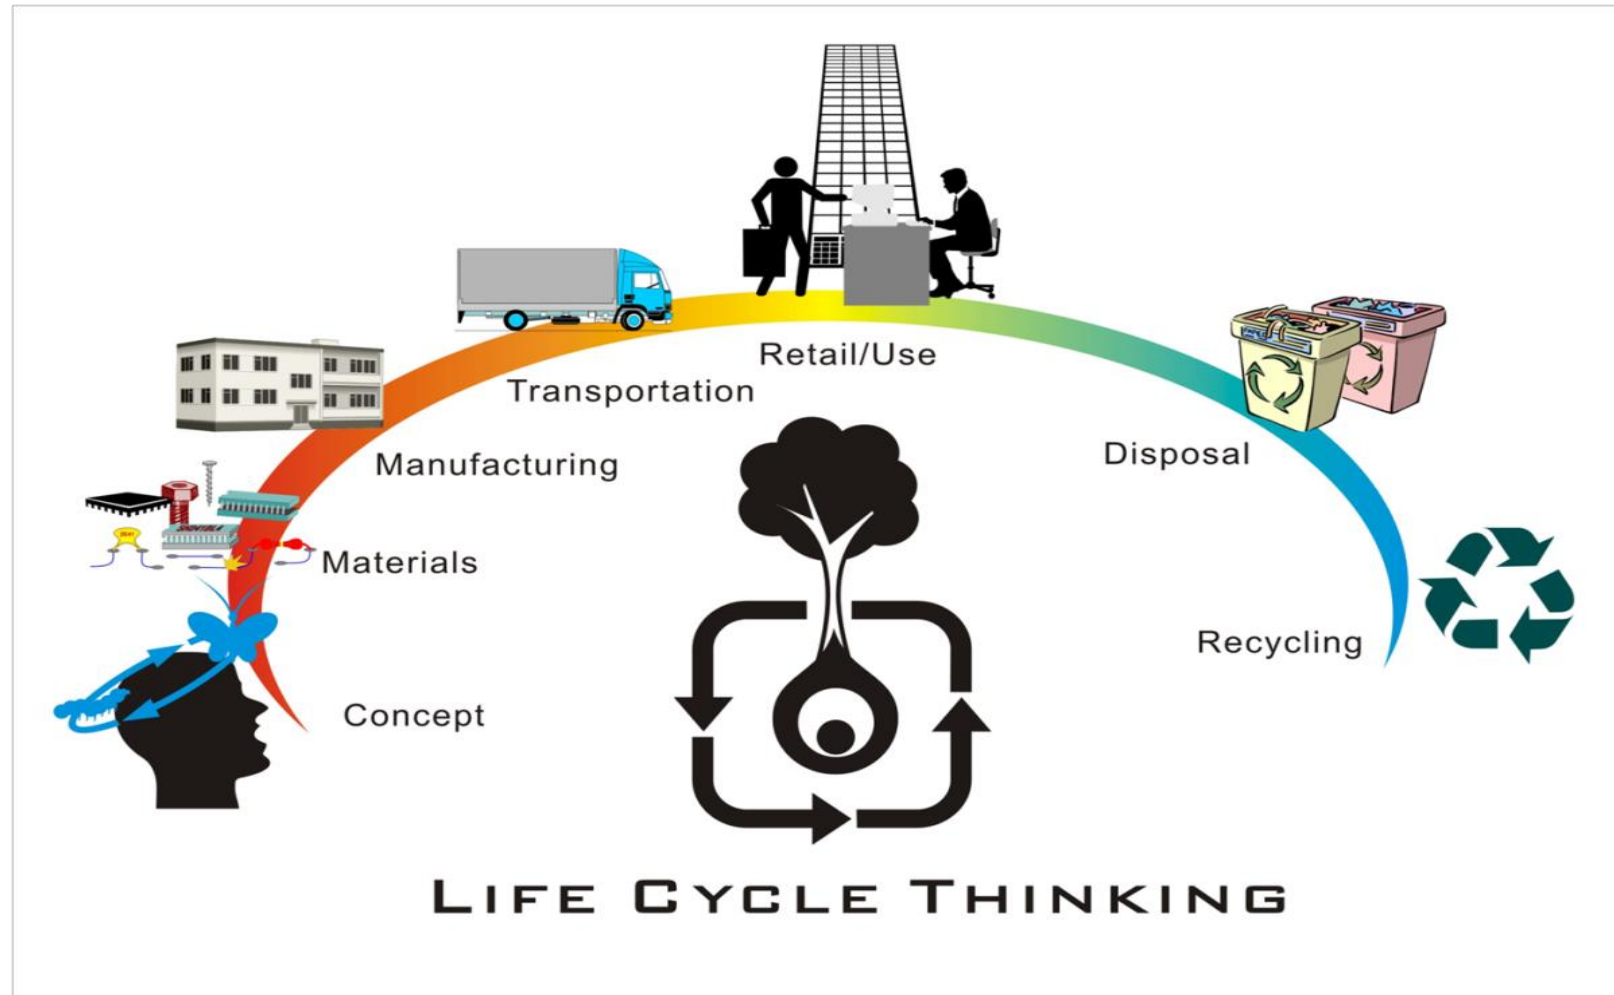 Retail/Use
Transportation
Manufacturing
Disposal
Materials
Recycling
Concept
LIFE CYCLE THINKING